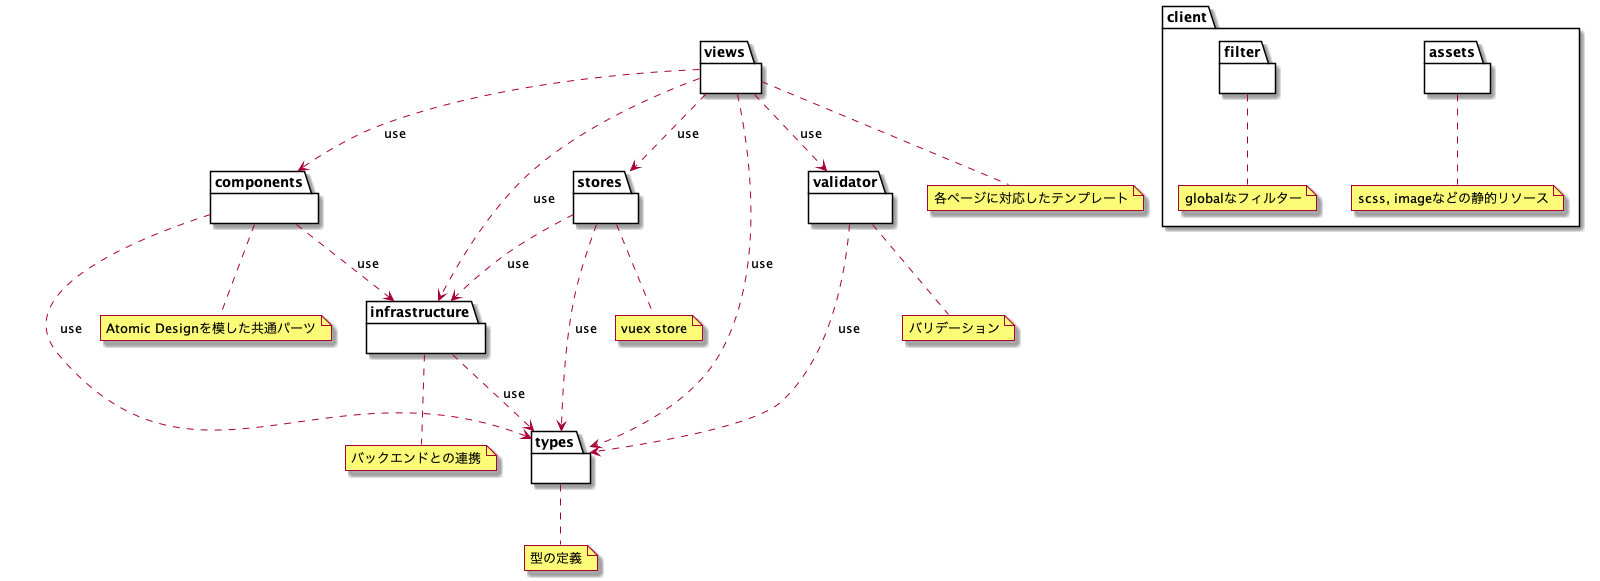 client
views
filter
assets
use
use
use
components
stores
validator
各ページに対応したテンプレート
globalなフィルター
scss, imageなどの静的リソース
use
use
use
use
infrastructure
use
Atomic Designを模した共通パーツ
use
vuex store
use
バリデーション
use
types
バックエンドとの連携
型の定義